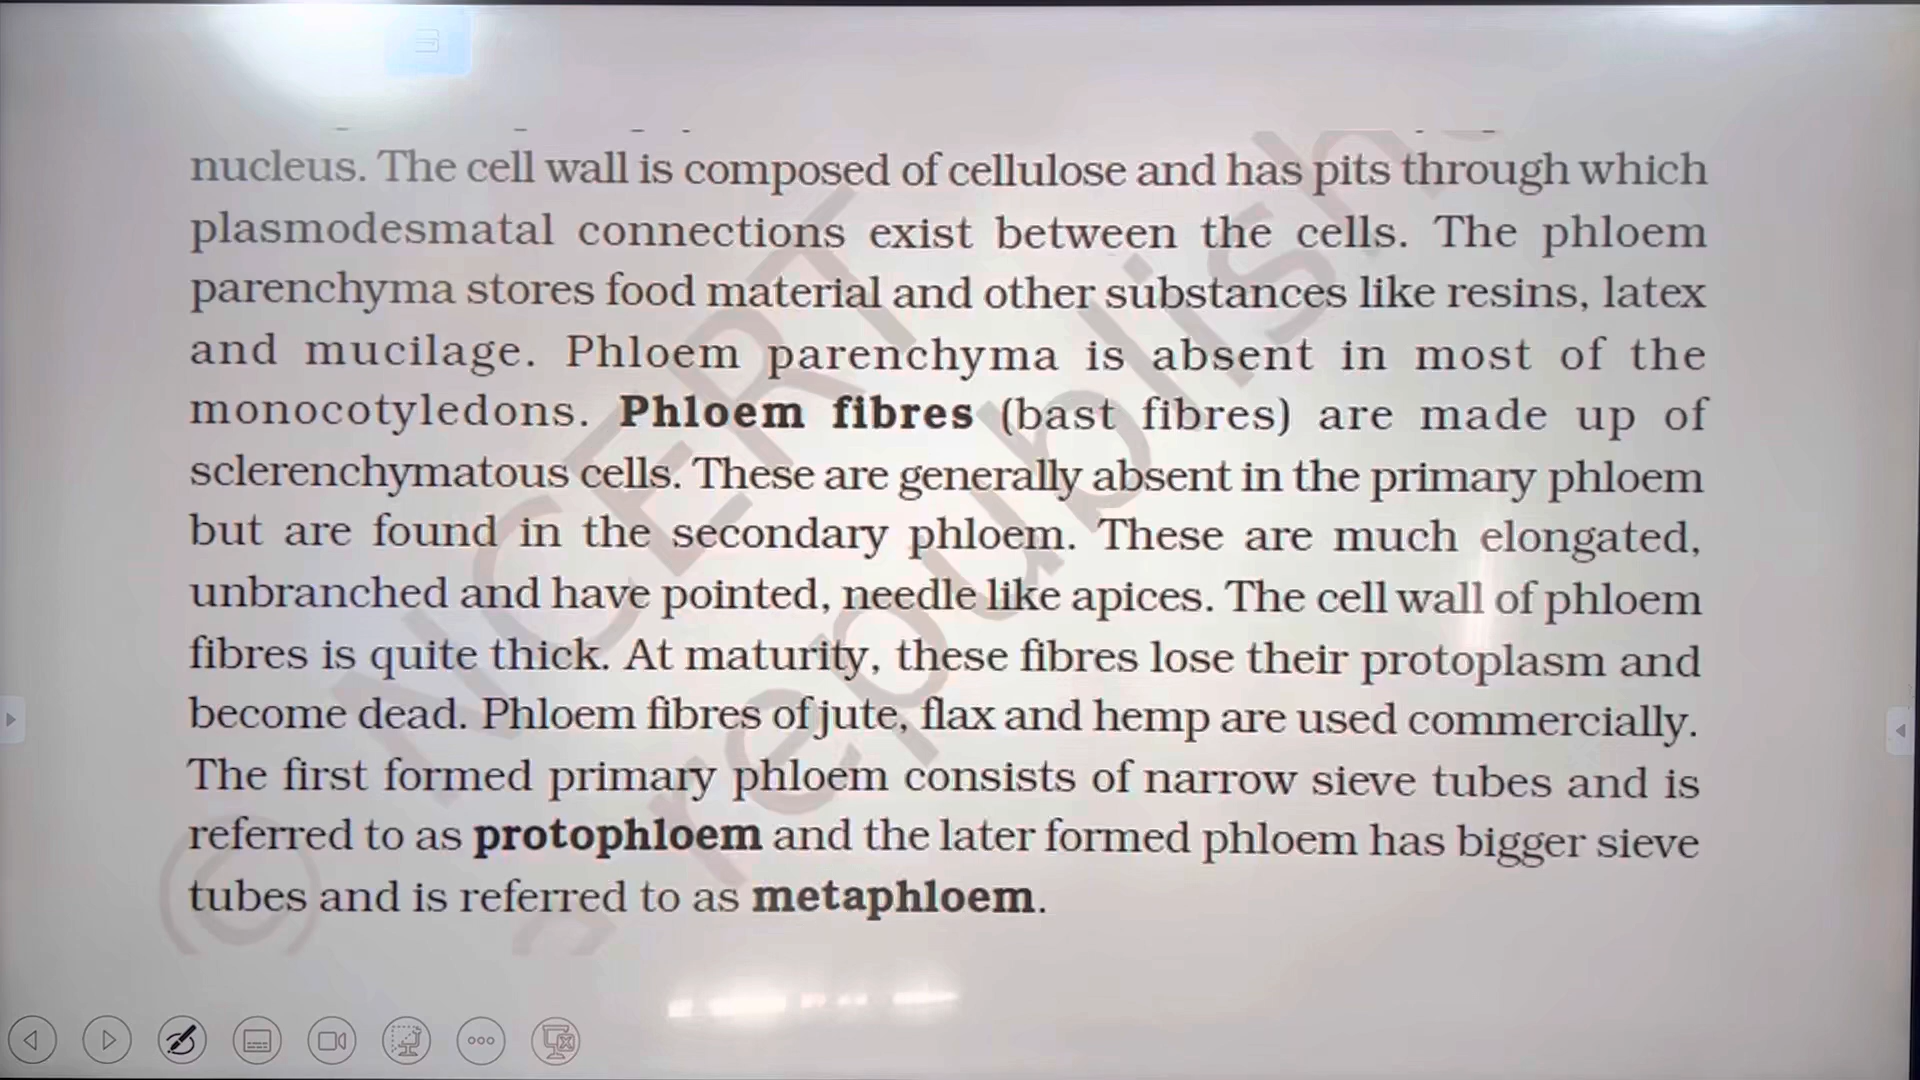 nucleus. The cell wall is composed of cellulose and has pits through which
plasmodesmatal connections exist between the cells. The phloem
parenchyma stores food material and other substances like resins, latex
and mucilage. Phloem parenchyma is absent in most of the
monocotyledons. Phloem fibres (bast fibres) are made up of
sclerenchymatous cells. These are generally absent in the primary phloem
but are found in the secondary phloem. These are much elongated,
unbranched and have pointed, needle like apices. The cell wall of phloem
fibres is quite thick. At maturity, these fibres lose their protoplasm and
become dead. Phloem fibres of jute, flax and hemp are used commercially.
The first formed primary phloem consists of narrow sieve tubes and is
referred to as protophloem and the later formed phloem has bigger sieve
tubes and is referred to as metaphloem.
© NCERT
republish